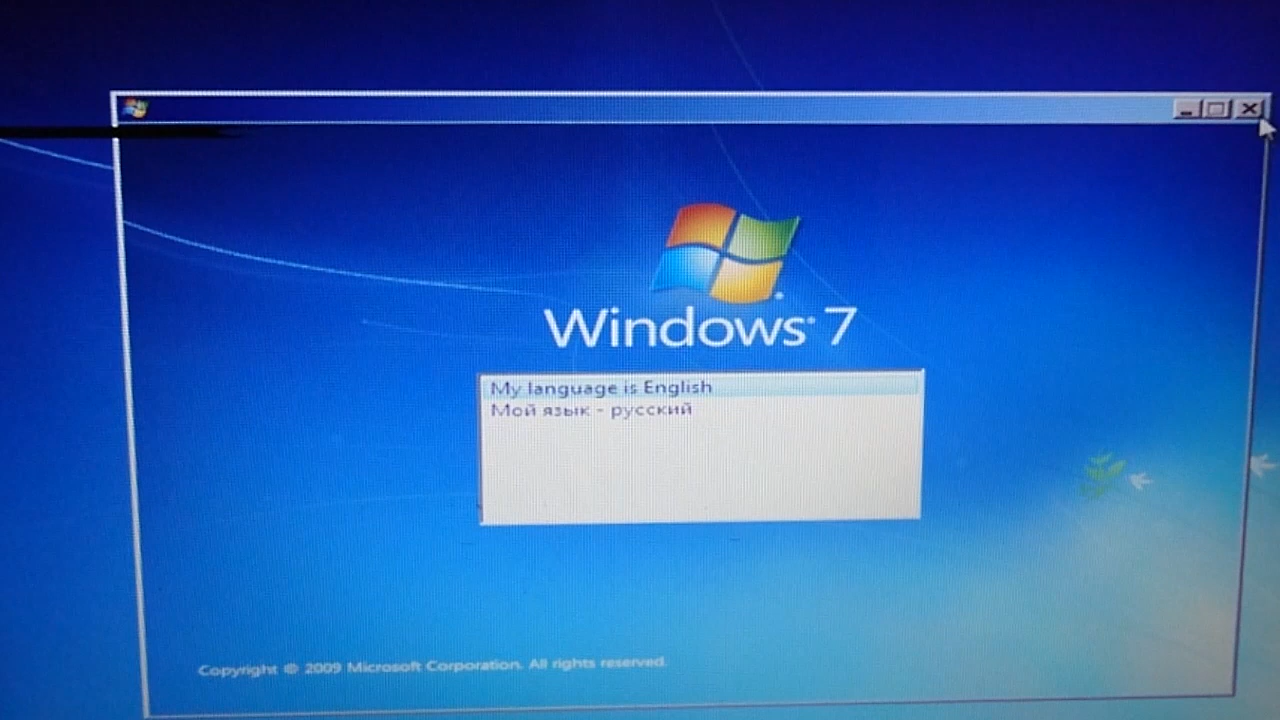 Windows® 7
My language is English
Мой язык - русский
Copyright © 2009 Microsoft Corporation. All rights reserved.